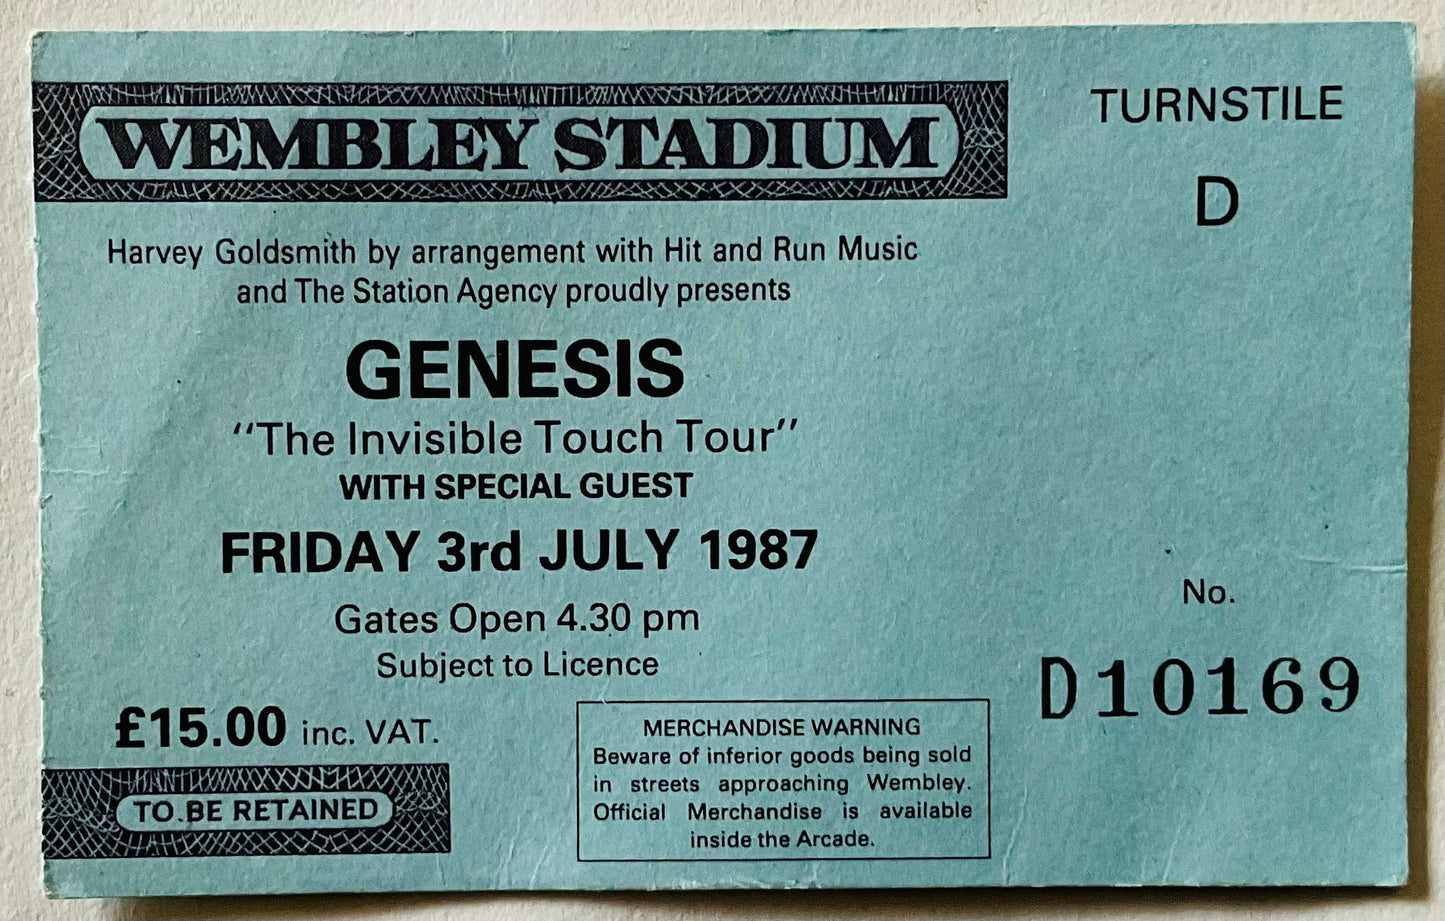 WEMBLEY STADIUM
TURNSTILE
D
Harvey Goldsmith by arrangement with Hit and Run Music
and The Station Agency proudly presents
GENESIS
"The Invisible Touch Tour"
WITH SPECIAL GUEST
FRIDAY 3rd JULY 1987
Gates Open 4.30 pm
Subject to Licence
£15.00 inc. VAT.
TO.BE RETAINED
MERCHANDISE WARNING
Beware of inferior goods being sold
in streets approaching Wembley.
Official Merchandise is available
inside the Arcade.
No.
D10169